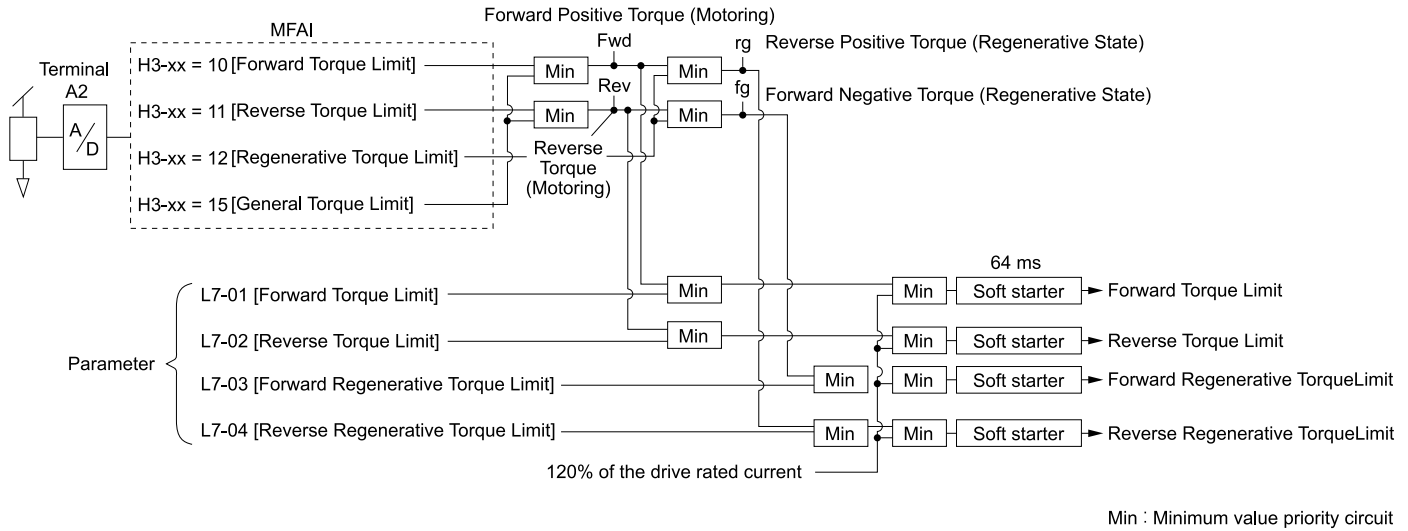 Forward Positive Torque (Motoring)
MFAI
Fwd
rg
Reverse Positive Torque (Regenerative State)
Terminal
A2
H3-xx = 10 [Forward Torque Limit]
Min
Min
Rev
fg
Forward Negative Torque (Regenerative State)
H3-xx = 11 [Reverse Torque Limit]
Min
Min
A/D
H3-xx = 12 [Regenerative Torque Limit]
Reverse
Torque
(Motoring)
H3-xx = 15 [General Torque Limit]
64 ms
L7-01 [Forward Torque Limit]
Min
Min
Soft starter
Forward Torque Limit
L7-02 [Reverse Torque Limit]
Min
Min
Soft starter
Reverse Torque Limit
Parameter
L7-03 [Forward Regenerative Torque Limit]
Min
Min
Soft starter
Forward Regenerative TorqueLimit
L7-04 [Reverse Regenerative Torque Limit]
Min
Min
Soft starter
Reverse Regenerative TorqueLimit
120% of the drive rated current
Min : Minimum value priority circuit